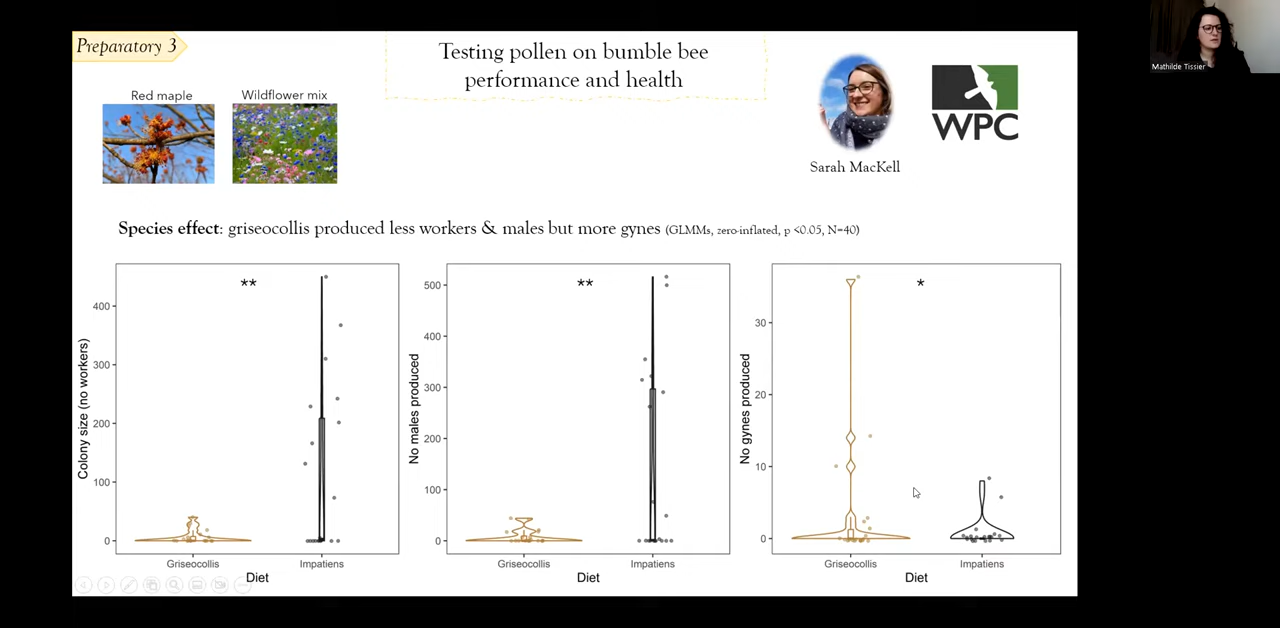 Preparatory 3
Testing pollen on bumble bee
performance and health
Mathilde Tissier
Red maple
Wildflower mix
WPC
Sarah MacKell
Species effect: griseocollis produced less workers & males but more gynes (GLMMs, zero-inflated, p <0.05, N=40)
**
Colony size (no workers)
400
300
200
100
0
Griseocollis
Impatiens
Diet
**
No males produced
500
400
300
200
100
0
Griseocollis
Impatiens
Diet
*
No gynes produced
30
20
10
0
Griseocollis
Impatiens
Diet